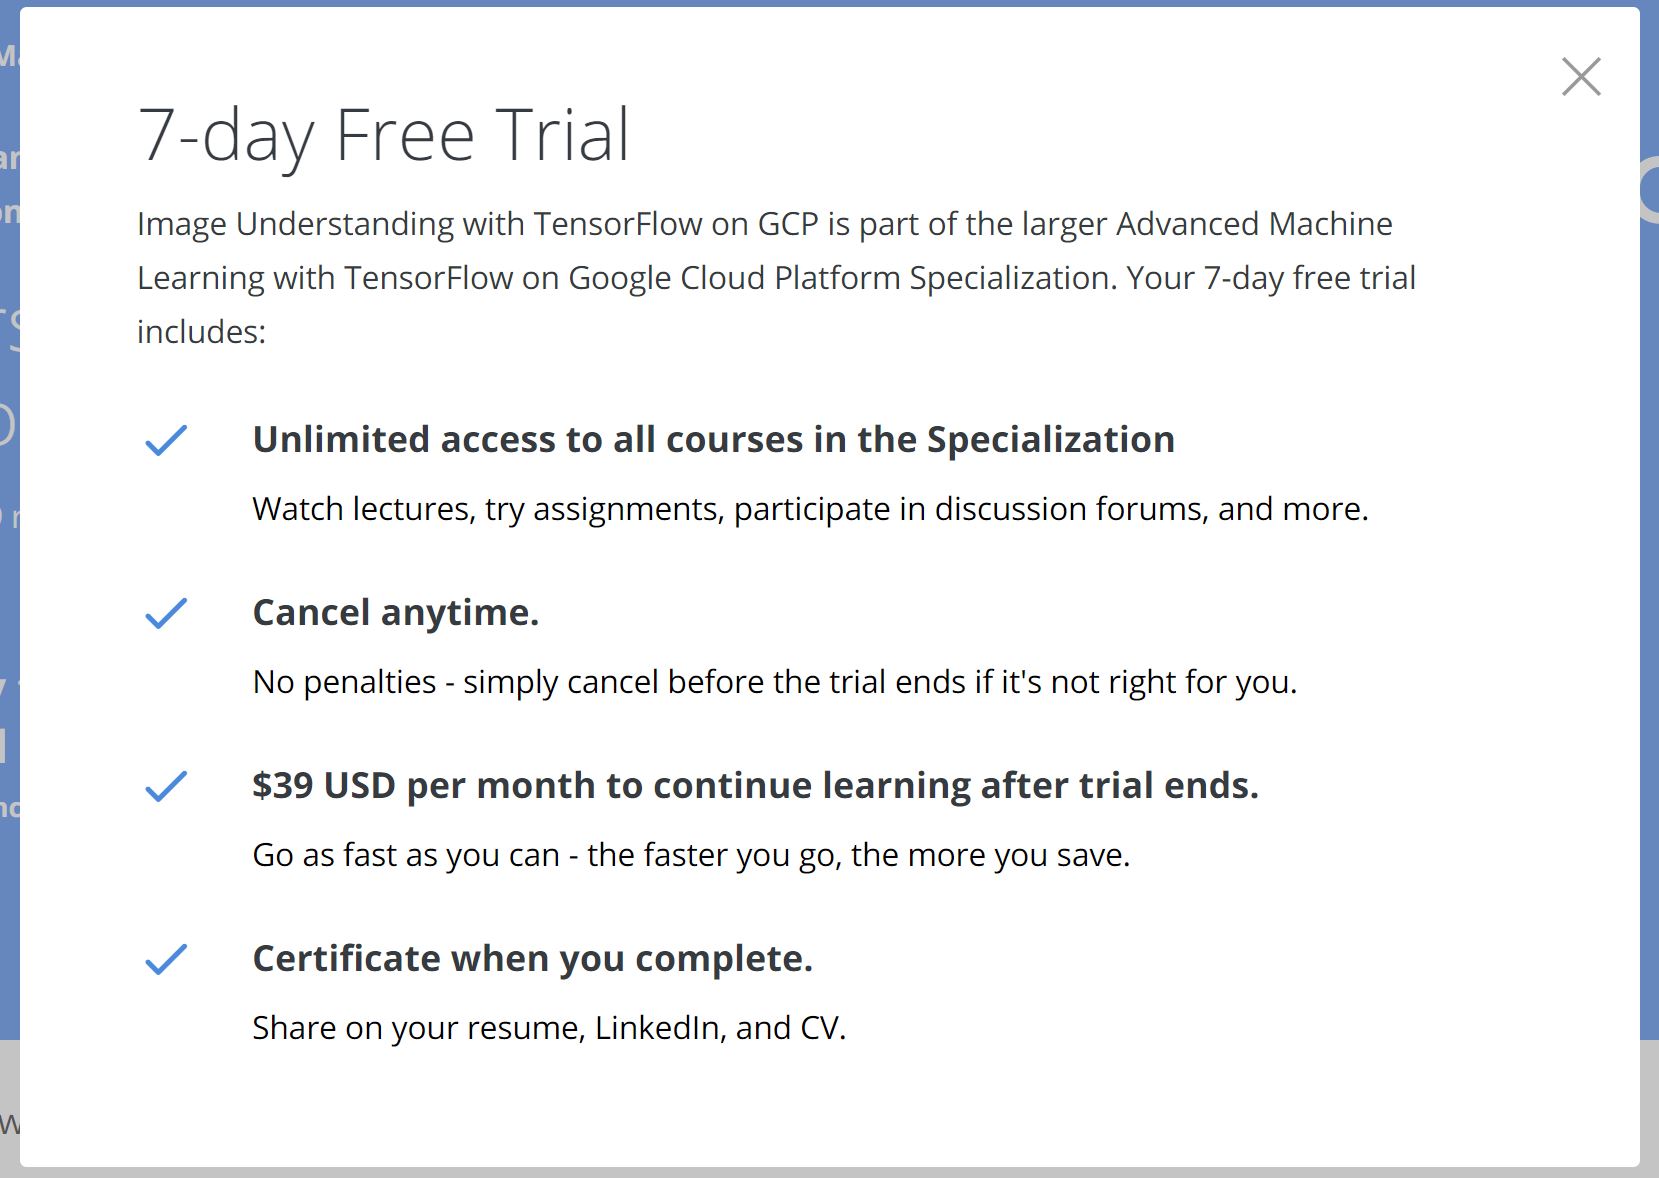 7-day Free Trial
Image Understanding with TensorFlow on GCP is part of the larger Advanced Machine
Learning with TensorFlow on Google Cloud Platform Specialization. Your 7-day free trial
includes:
Unlimited access to all courses in the Specialization
Watch lectures, try assignments, participate in discussion forums, and more.
Cancel anytime.
No penalties - simply cancel before the trial ends if it's not right for you.
$39 USD per month to continue learning after trial ends.
Go as fast as you can - the faster you go, the more you save.
Certificate when you complete.
Share on your resume, LinkedIn, and CV.